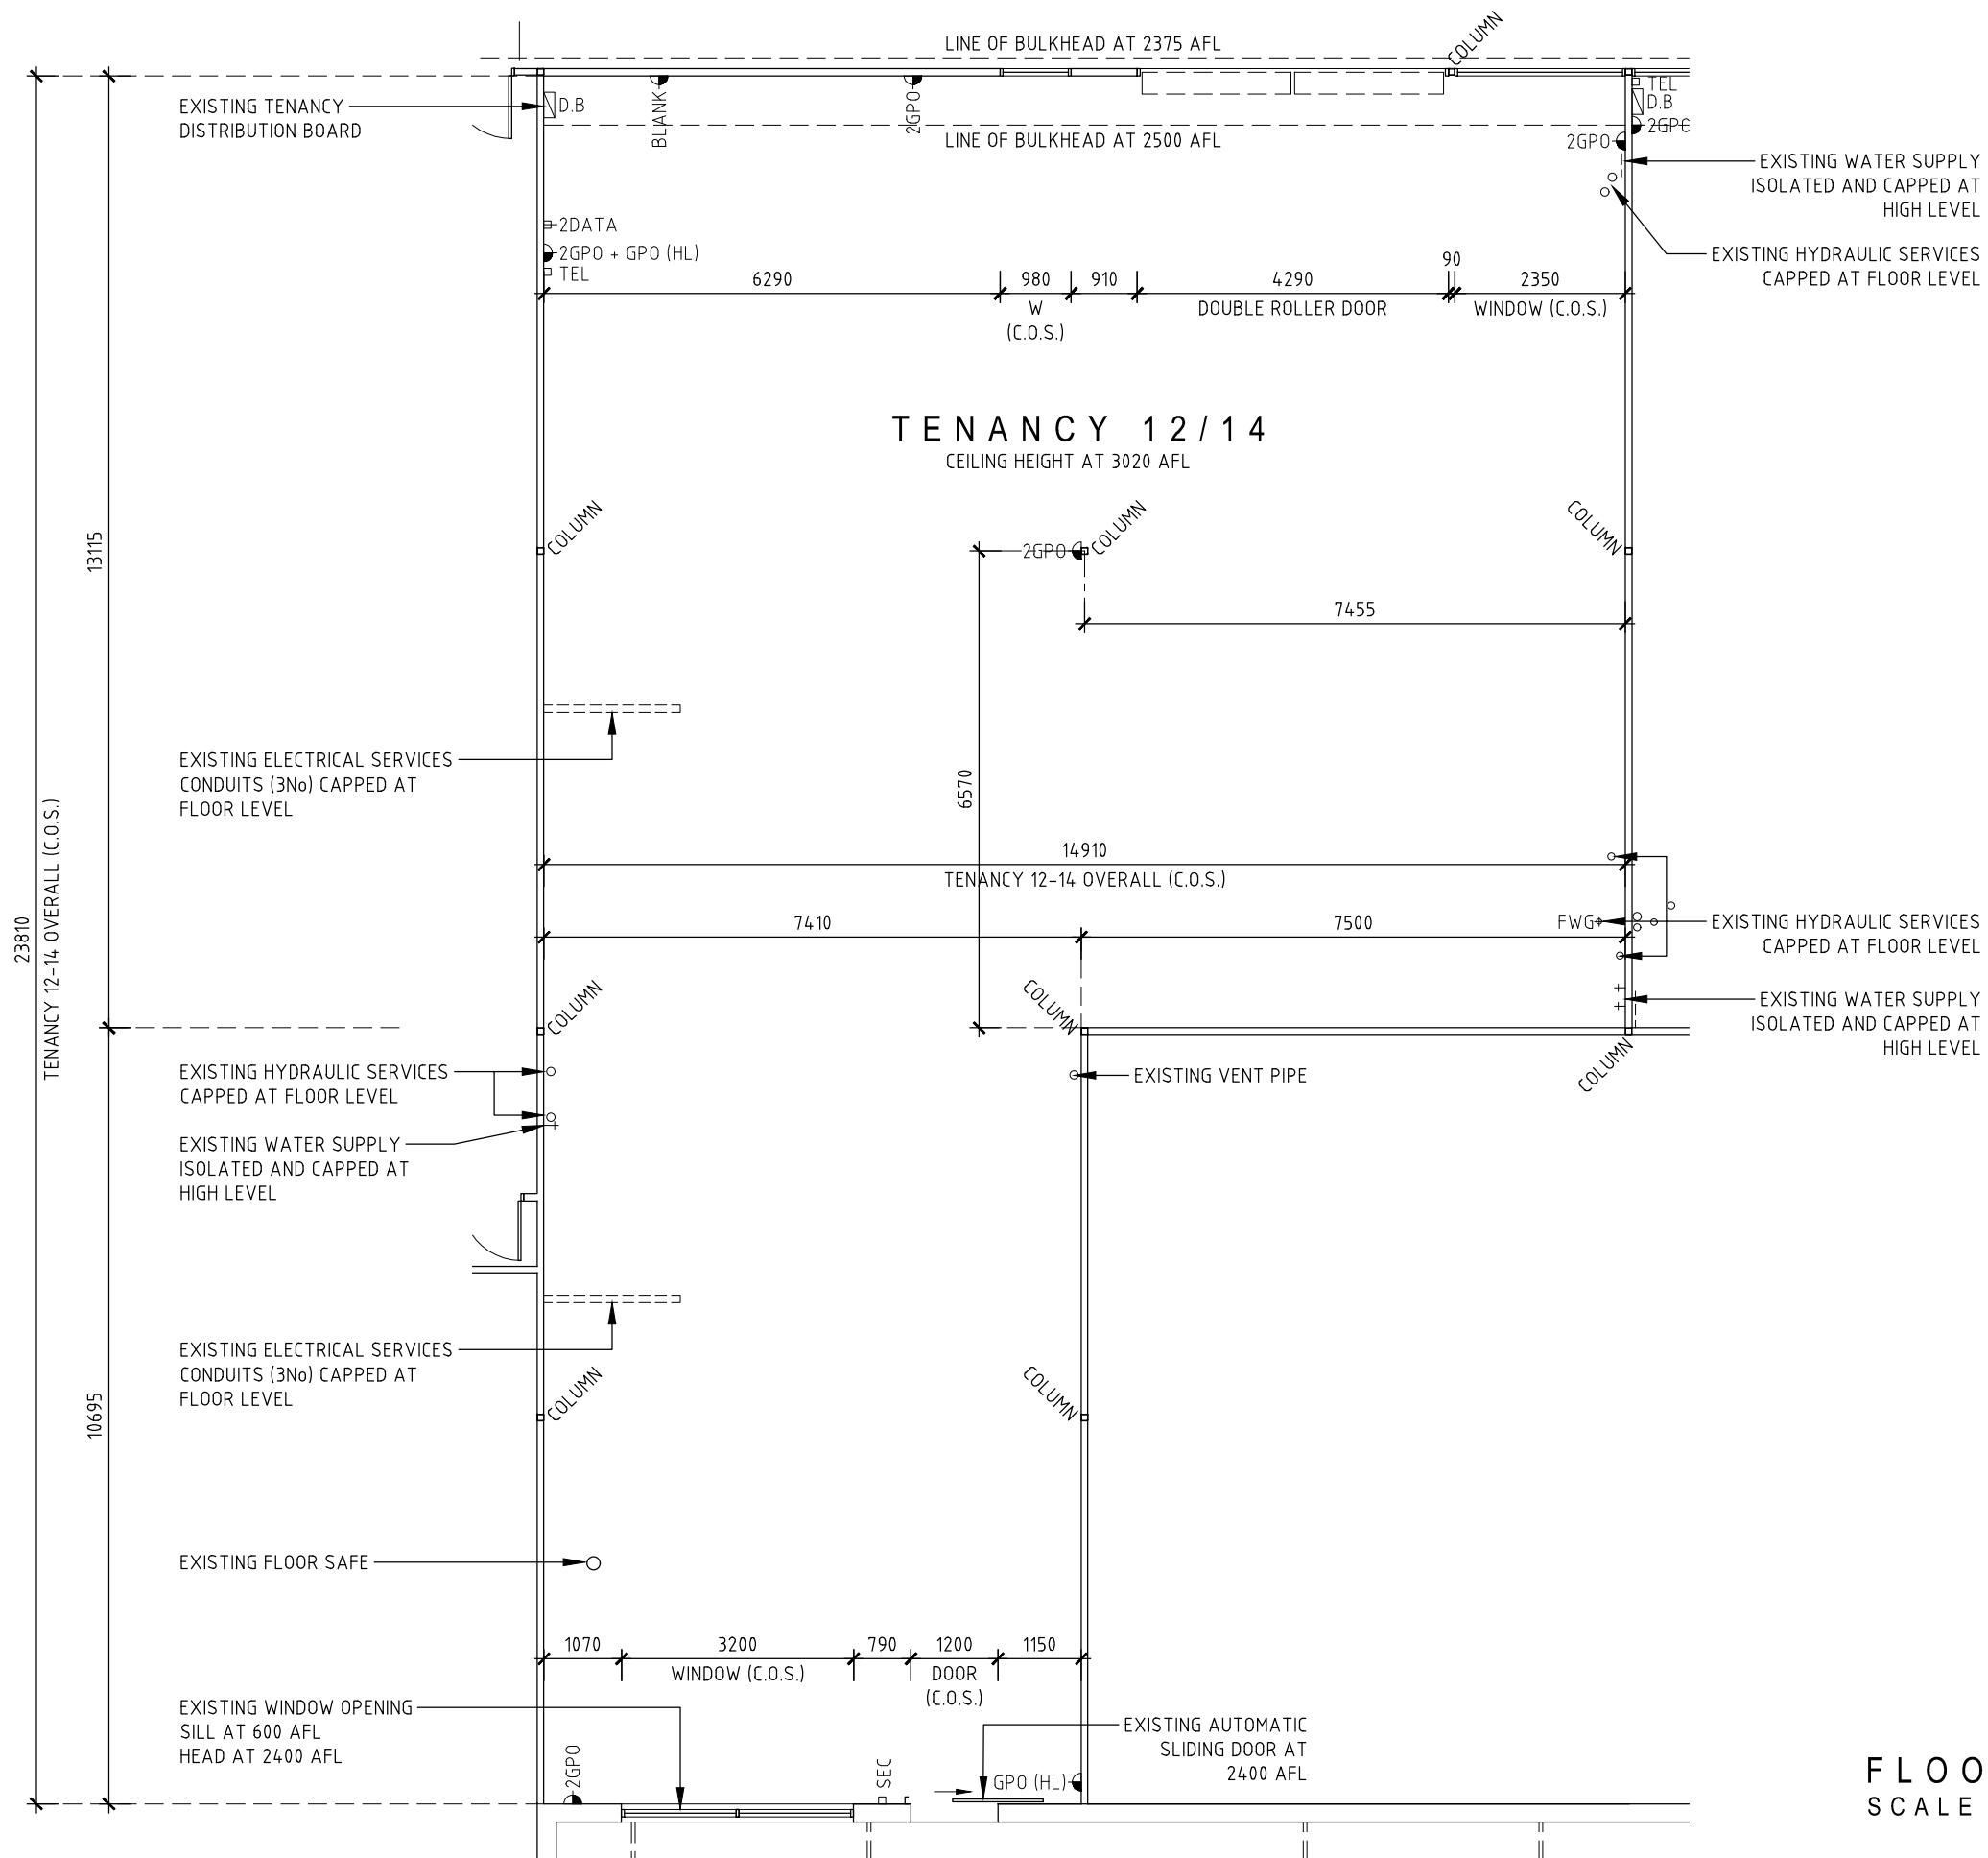 COLUMN
LINE OF BULKHEAD AT 2375 AFL
EXISTING TENANCY
DISTRIBUTION BOARD
D.B
BLANK
2GPO
LINE OF BULKHEAD AT 2500 AFL
TEL
D.B
2GPO
EXISTING WATER SUPPLY
ISOLATED AND CAPPED AT
HIGH LEVEL
EXISTING HYDRAULIC SERVICES
CAPPED AT FLOOR LEVEL
2DATA
2GPO + GPO (HL)
TEL
6290
980
W
(C.O.S.)
910
4290
DOUBLE ROLLER DOOR
90
2350
WINDOW (C.O.S.)
TENANCY 12/14
CEILING HEIGHT AT 3020 AFL
13115
COLUMN
2GPO
COLUMN
COLUMN
7455
EXISTING ELECTRICAL SERVICES
CONDUITS (3No) CAPPED AT
FLOOR LEVEL
6570
23810
TENANCY 12-14 OVERALL (C.O.S.)
14910
TENANCY 12-14 OVERALL (C.O.S.)
7410
7500
FWG
EXISTING HYDRAULIC SERVICES
CAPPED AT FLOOR LEVEL
COLUMN
COLUMN
EXISTING WATER SUPPLY
ISOLATED AND CAPPED AT
HIGH LEVEL
COLUMN
EXISTING HYDRAULIC SERVICES
CAPPED AT FLOOR LEVEL
EXISTING VENT PIPE
EXISTING WATER SUPPLY
ISOLATED AND CAPPED AT
HIGH LEVEL
EXISTING ELECTRICAL SERVICES
CONDUITS (3No) CAPPED AT
FLOOR LEVEL
10695
COLUMN
COLUMN
EXISTING FLOOR SAFE
1070
3200
WINDOW (C.O.S.)
790
1200
DOOR
(C.O.S.)
1150
EXISTING WINDOW OPENING
SILL AT 600 AFL
HEAD AT 2400 AFL
EXISTING AUTOMATIC
SLIDING DOOR AT
2400 AFL
2GPO
SEC
GPO (HL)
FLOO
SCALE